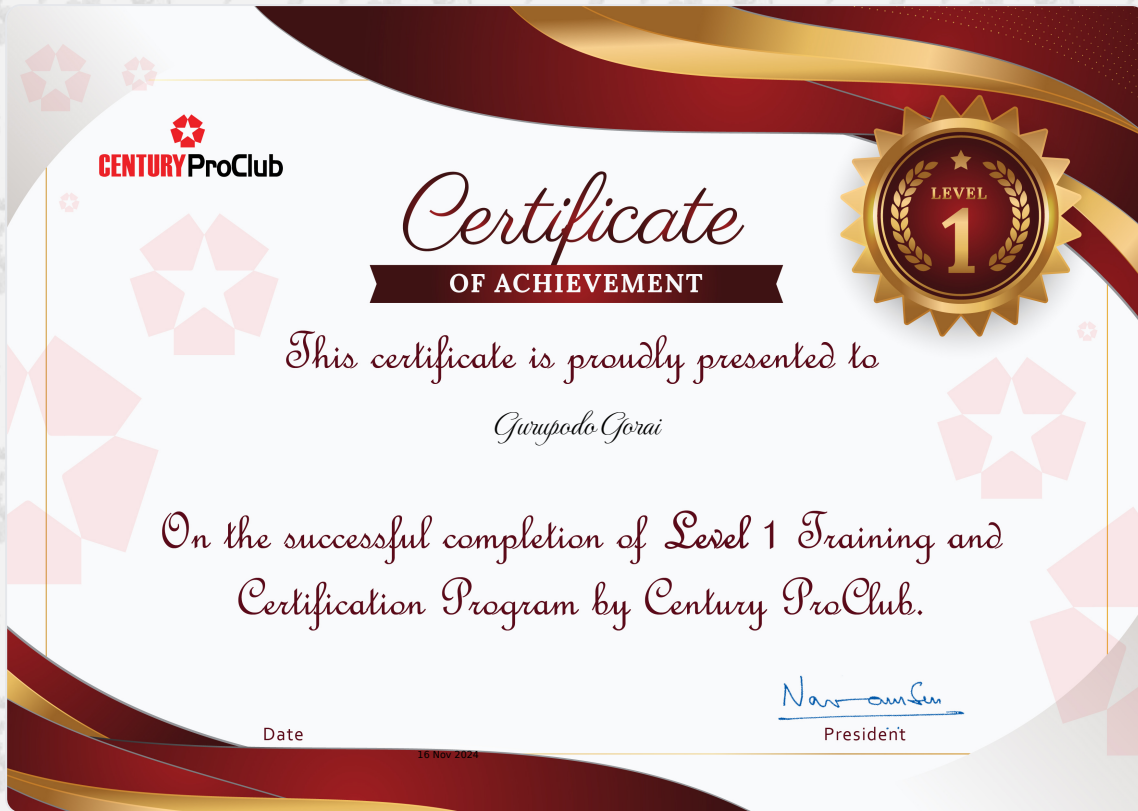 CENTURY ProClub
LEVEL
1
Certificate
OF ACHIEVEMENT
This certificate is proudly presented to
Gurupodo Gorai
On the successful completion of Level 1 Training and
Certification Program by Century ProClub.
Date
President
16 Nov 2024